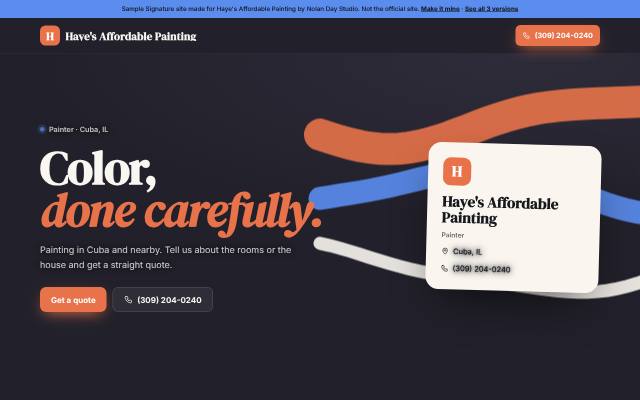 Sample Signature site made for Haye's Affordable Painting by Nolan Day Studio. Not the official site. Make it mine · See all 3 versions
H Haye's Affordable Painting
(309) 204-0240
Painter · Cuba, IL
Color,
done carefully.
Painting in Cuba and nearby. Tell us about the rooms or the
house and get a straight quote.
Get a quote
(309) 204-0240
H
Haye's Affordable
Painting
Painter
Cuba, IL
(309) 204-0240